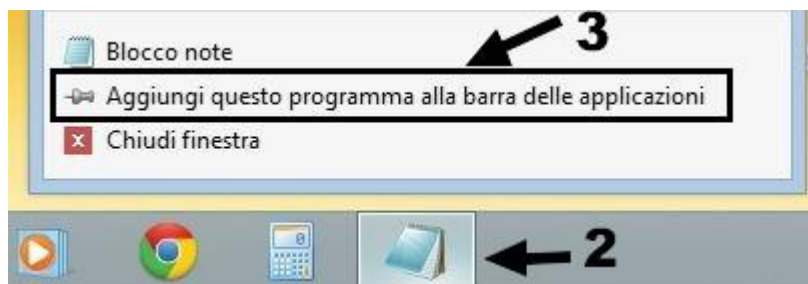 3
Blocco note
Aggiungi questo programma alla barra delle applicazioni
Chiudi finestra
2